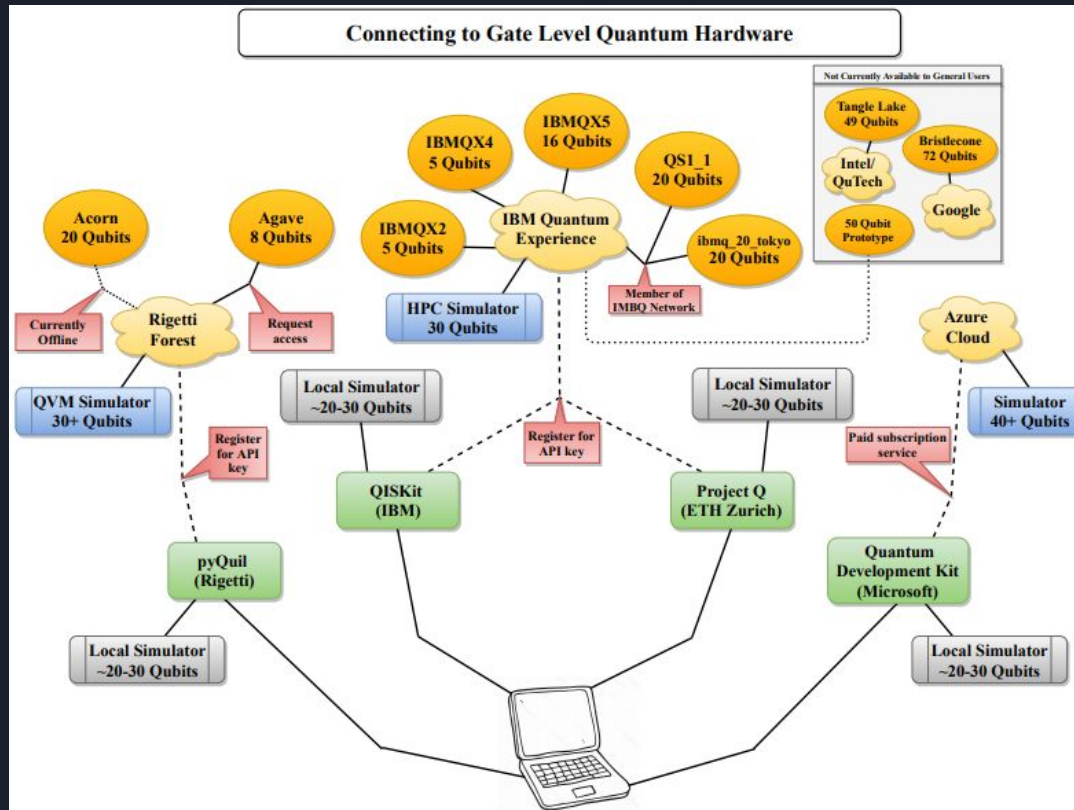 Connecting to Gate Level Quantum Hardware
Not Currently Available to General Users
Tangle Lake
49 Qubits
Bristlecone
72 Qubits
Intel/
QuTech
Google
50 Qubit
Prototype
IBMQX4
5 Qubits
IBMQX5
16 Qubits
QS1_1
20 Qubits
IBMQX2
5 Qubits
IBM Quantum
Experience
ibmq_20_tokyo
20 Qubits
HPC Simulator
30 Qubits
Member of
IMBQ Network
Acorn
20 Qubits
Agave
8 Qubits
Currently
Offline
Rigetti
Forest
Request
access
QVM Simulator
30+ Qubits
Azure
Cloud
Simulator
40+ Qubits
Local Simulator
~20-30 Qubits
Local Simulator
~20-30 Qubits
Register
for API
key
Register for
API key
Paid subscription
service
QISKit
(IBM)
Project Q
(ETH Zurich)
pyQuil
(Rigetti)
Quantum
Development Kit
(Microsoft)
Local Simulator
~20-30 Qubits
Local Simulator
~20-30 Qubits